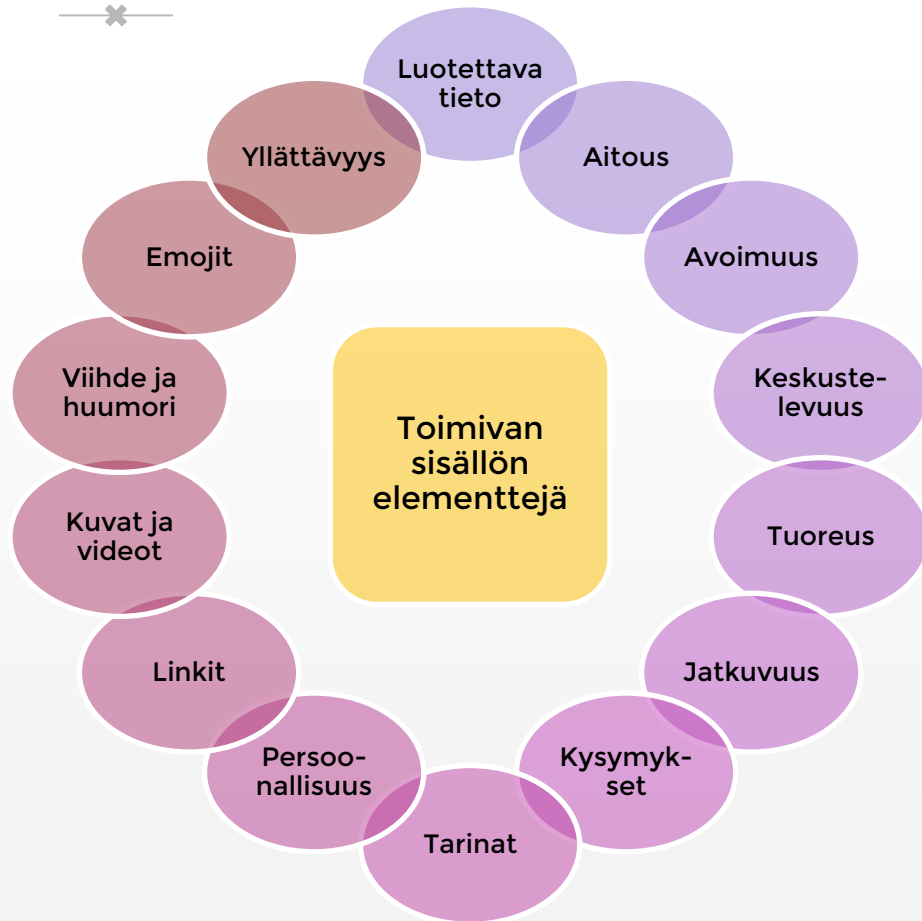 Luotettava
tieto
Aitous
Avoimuus
Keskuste-
levuus
Tuoreus
Jatkuvuus
Kysymyk-
set
Tarinat
Persoo-
nallisuus
Linkit
Kuvat ja
videot
Viihde ja
huumori
Emojit
Yllättävyys
Toimivan
sisällön
elementtejä